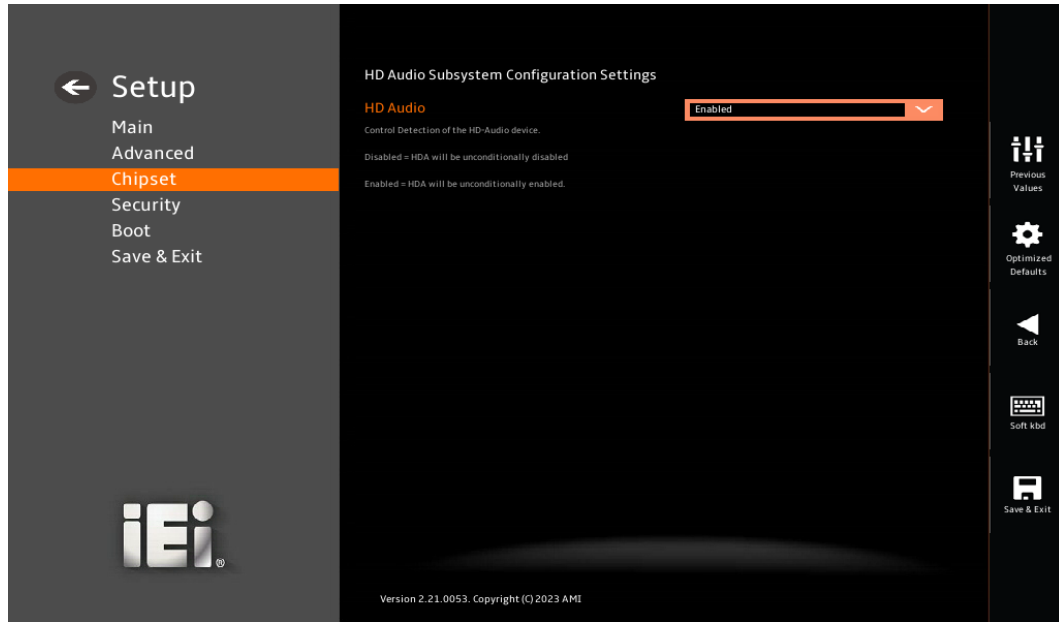 Setup
Main
Advanced
Chipset
Security
Boot
Save & Exit
iEi®
HD Audio Subsystem Configuration Settings
HD Audio
Enabled
Control Detection of the HD-Audio device.
Disabled = HDA will be unconditionally disabled
Enabled = HDA will be unconditionally enabled.
Version 2.21.0053. Copyright (C) 2023 AMI
Previous
Values
Optimized
Defaults
Back
Soft kbd
Save & Exit